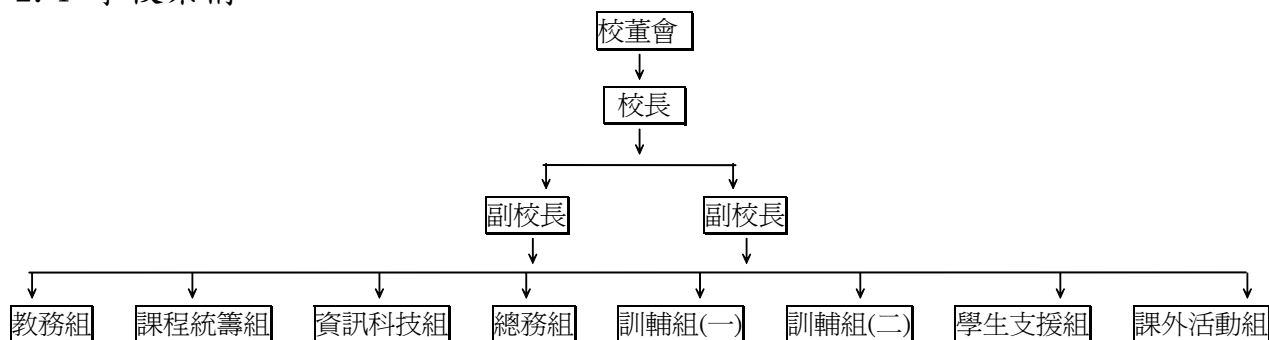 校董會
校長
副校長 副校長
教務組 課程統籌組 資訊科技組 總務組 訓輔組(一) 訓輔組(二) 學生支援組 課外活動組